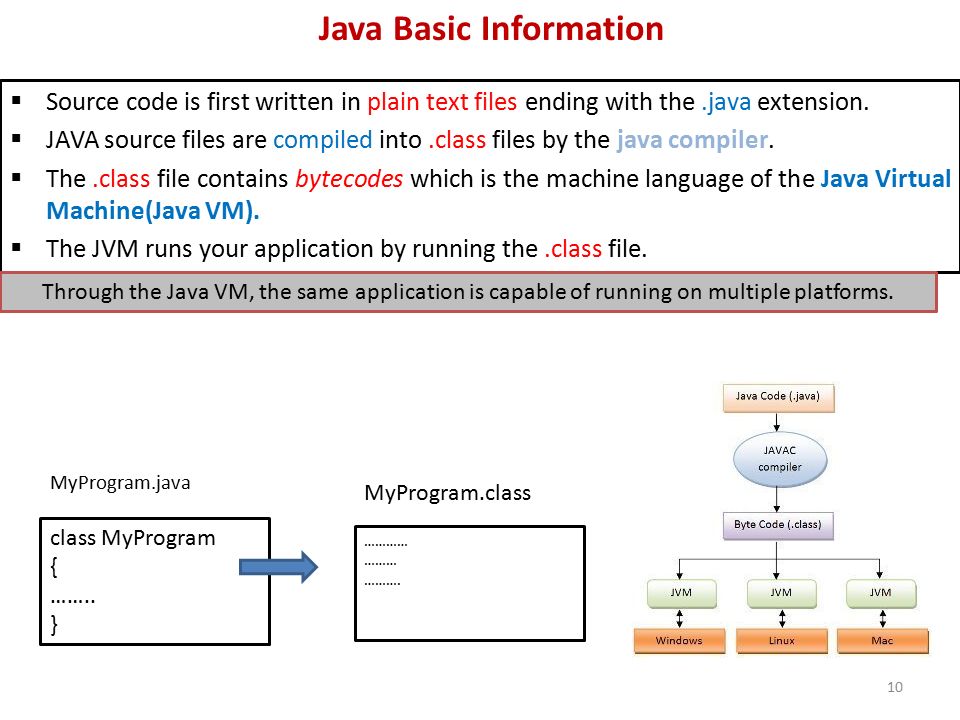 Java Basic Information
▪ Source code is first written in plain text files ending with the .java extension.
▪ JAVA source files are compiled into .class files by the java compiler.
▪ The .class file contains bytecodes which is the machine language of the Java Virtual
Machine(Java VM).
▪ The JVM runs your application by running the .class file.
Through the Java VM, the same application is capable of running on multiple platforms.
MyProgram.java
class MyProgram
{
……..
}
MyProgram.class
…………
………
……….
Java Code (.java)
JAVAC
compiler
Byte Code (.class)
JVM JVM JVM
Windows Linux Mac
10